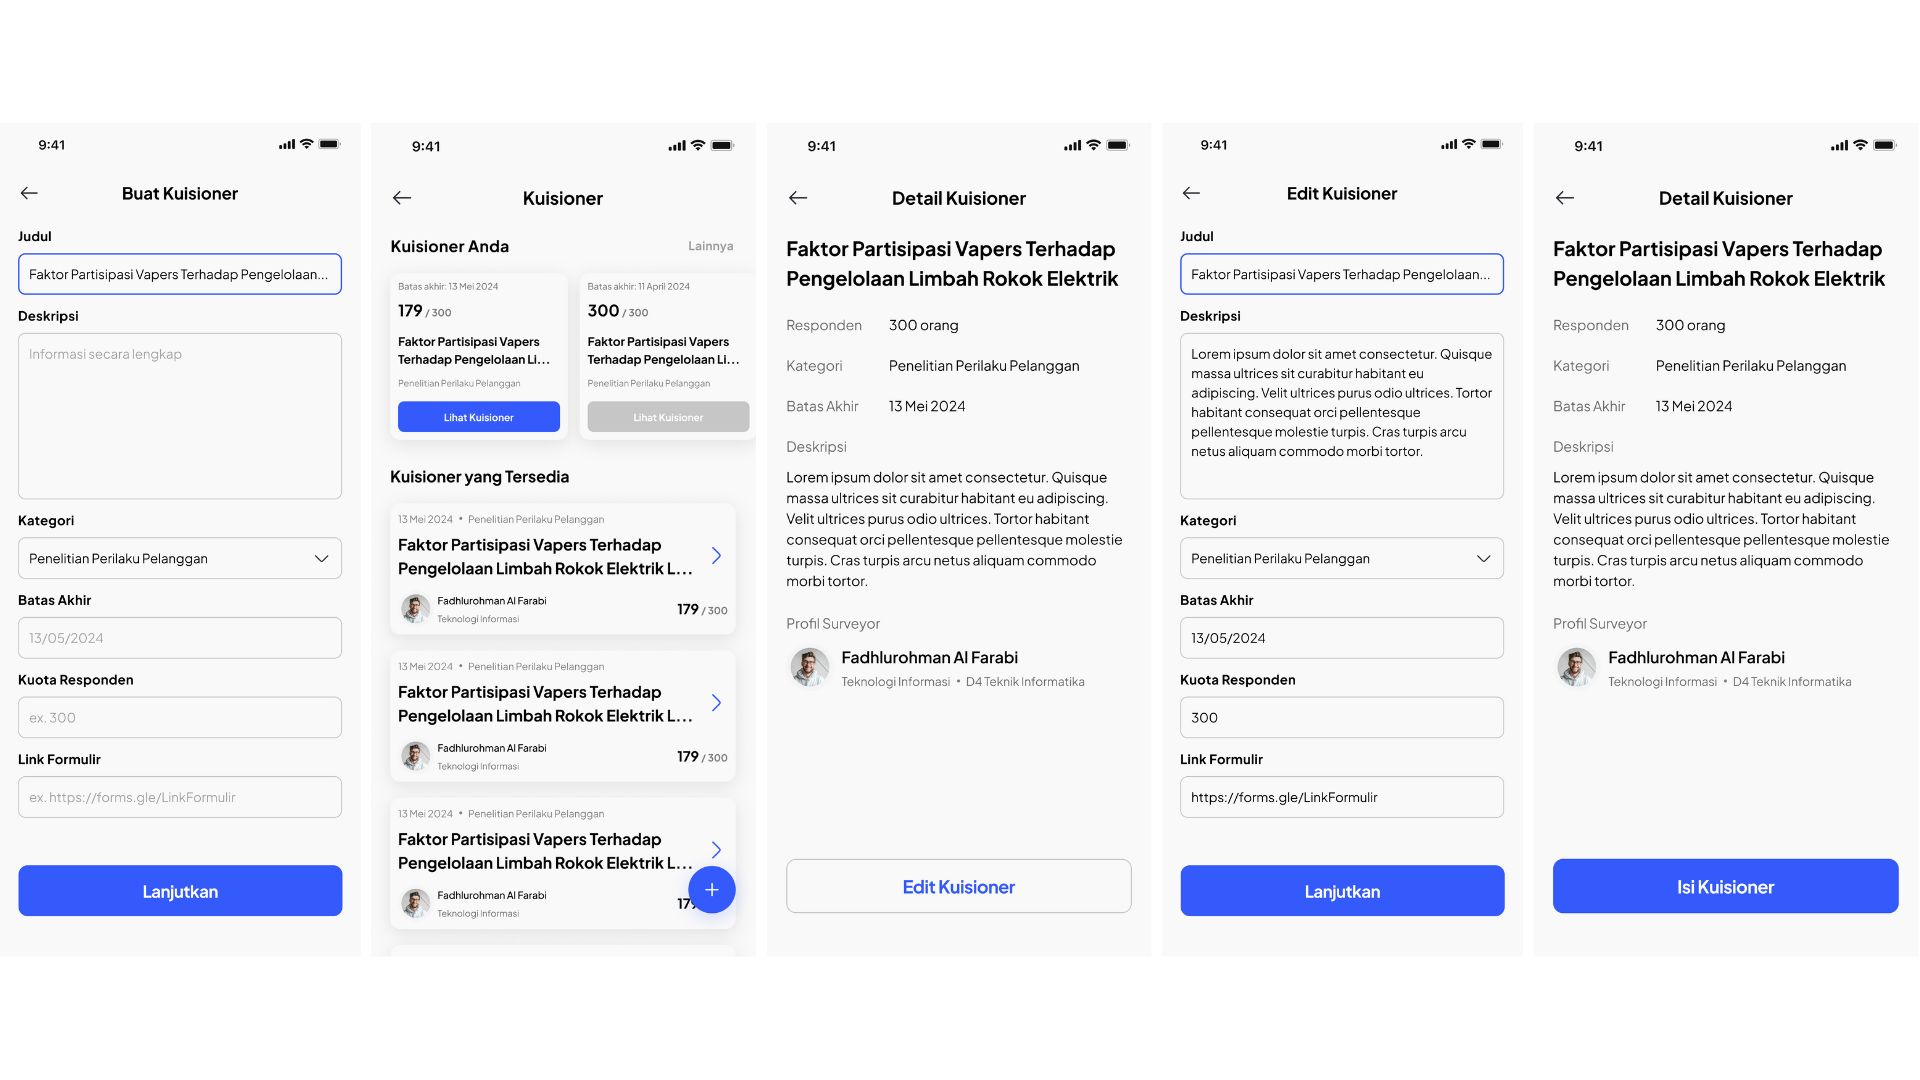 9:41
Buat Kuisioner
Judul
Faktor Partisipasi Vapers Terhadap Pengelolaan...
Deskripsi
Informasi secara lengkap
Kategori
Penelitian Perilaku Pelanggan
Batas Akhir
13/05/2024
Kuota Responden
ex. 300
Link Formulir
ex. https://forms.gle/LinkFormulir
Lanjutkan
9:41
Kuisioner
Kuisioner Anda
Lainnya
Batas akhir: 13 Mei 2024
179 / 300
Faktor Partisipasi Vapers
Terhadap Pengelolaan Li...
Penelitian Perilaku Pelanggan
Lihat Kuisioner
Batas akhir: 11 April 2024
300 / 300
Faktor Partisipasi Vapers
Terhadap Pengelolaan Li...
Penelitian Perilaku Pelanggan
Lihat Kuisioner
Kuisioner yang Tersedia
13 Mei 2024 • Penelitian Perilaku Pelanggan
Faktor Partisipasi Vapers Terhadap
Pengelolaan Limbah Rokok Elektrik L...
Fadhlurohman Al Farabi
Teknologi Informasi
179 / 300
13 Mei 2024 • Penelitian Perilaku Pelanggan
Faktor Partisipasi Vapers Terhadap
Pengelolaan Limbah Rokok Elektrik L...
Fadhlurohman Al Farabi
Teknologi Informasi
179 / 300
13 Mei 2024 • Penelitian Perilaku Pelanggan
Faktor Partisipasi Vapers Terhadap
Pengelolaan Limbah Rokok Elektrik L...
Fadhlurohman Al Farabi
Teknologi Informasi
+
9:41
Detail Kuisioner
Faktor Partisipasi Vapers Terhadap
Pengelolaan Limbah Rokok Elektrik
Responden 300 orang
Kategori Penelitian Perilaku Pelanggan
Batas Akhir 13 Mei 2024
Deskripsi
Lorem ipsum dolor sit amet consectetur. Quisque
massa ultrices sit curabitur habitant eu adipiscing.
Velit ultrices purus odio ultrices. Tortor habitant
consequat orci pellentesque pellentesque molestie
turpis. Cras turpis arcu netus aliquam commodo
morbi tortor.
Profil Surveyor
Fadhlurohman Al Farabi
Teknologi Informasi • D4 Teknik Informatika
Edit Kuisioner
9:41
Edit Kuisioner
Judul
Faktor Partisipasi Vapers Terhadap Pengelolaan...
Deskripsi
Lorem ipsum dolor sit amet consectetur. Quisque
massa ultrices sit curabitur habitant eu
adipiscing. Velit ultrices purus odio ultrices. Tortor
habitant consequat orci pellentesque
pellentesque molestie turpis. Cras turpis arcu
netus aliquam commodo morbi tortor.
Kategori
Penelitian Perilaku Pelanggan
Batas Akhir
13/05/2024
Kuota Responden
300
Link Formulir
https://forms.gle/LinkFormulir
Lanjutkan
9:41
Detail Kuisioner
Faktor Partisipasi Vapers Terhadap
Pengelolaan Limbah Rokok Elektrik
Responden 300 orang
Kategori Penelitian Perilaku Pelanggan
Batas Akhir 13 Mei 2024
Deskripsi
Lorem ipsum dolor sit amet consectetur. Quisque
massa ultrices sit curabitur habitant eu adipiscing.
Velit ultrices purus odio ultrices. Tortor habitant
consequat orci pellentesque pellentesque molestie
turpis. Cras turpis arcu netus aliquam commodo
morbi tortor.
Profil Surveyor
Fadhlurohman Al Farabi
Teknologi Informasi • D4 Teknik Informatika
Isi Kuisioner